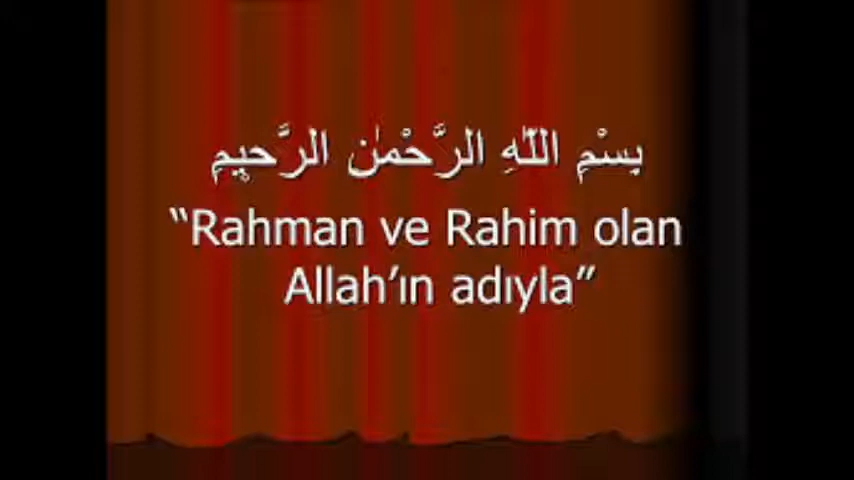 بِسْمِ اللّٰهِ الرَّحْمٰنِ الرَّحٖيمِ
“Rahman ve Rahim olan
Allah’ın adıyla”